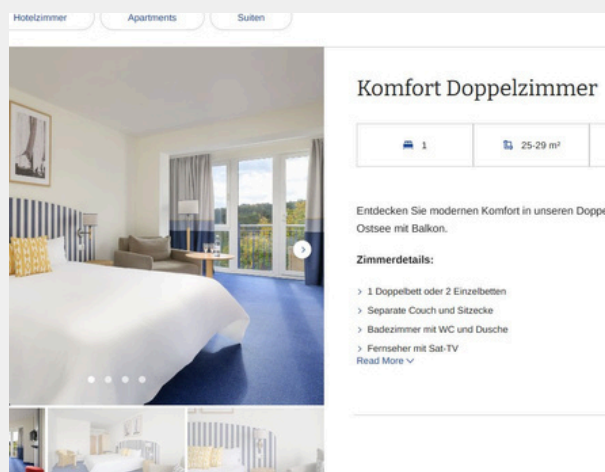 Hotelzimmer
Apartments
Suiten
Komfort Doppelzimmer
1
25-29 m²
Entdecken Sie modernen Komfort in unseren
Ostsee mit Balkon.
Zimmerdetails:
1 Doppelbett oder 2 Einzelbetten
Separate Couch und Sitzecke
Badezimmer mit WC und Dusche
Fernseher mit Sat-TV
Read More